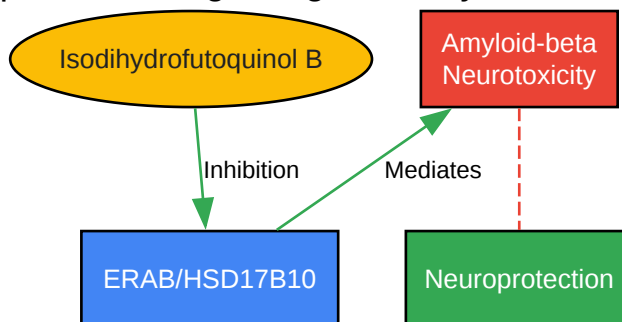 Isodihydrofutoquinol B
Amyloid-beta
Neurotoxicity
Inhibition
Mediates
ERAB/HSD17B10
Neuroprotection